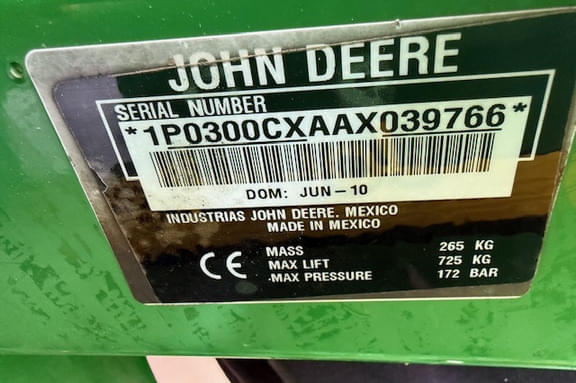 JOHN DEERE
SERIAL NUMBER
*1P0300CXAAX039766*
DOM: JUN-10
INDUSTRIAS JOHN DEERE. MEXICO
MADE IN MEXICO
CE
MASS 265 KG
MAX LIFT 725 KG
MAX PRESSURE 172 BAR